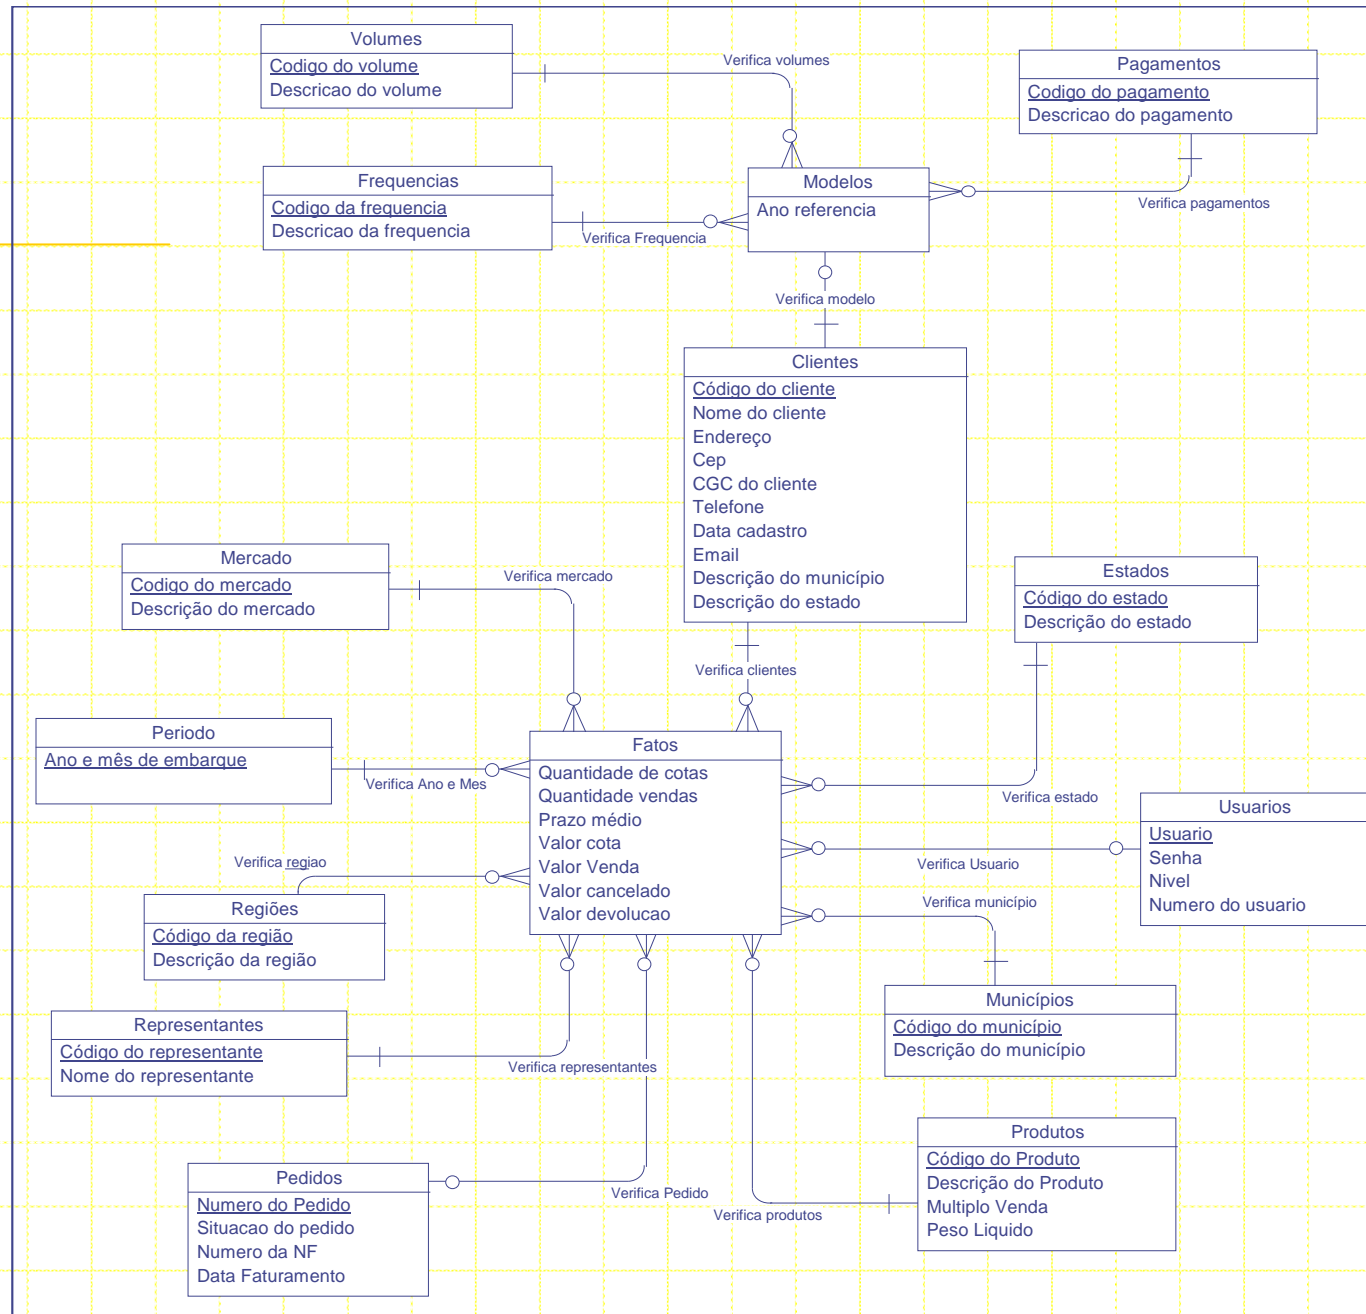 Volumes
Codigo do volume
Descricao do volume
Verifica volumes
Pagamentos
Codigo do pagamento
Descricao do pagamento
Verifica pagamentos
Frequencias
Codigo da frequencia
Descricao da frequencia
Verifica Frequencia
Modelos
Ano referencia
Verifica modelo
Clientes
Código do cliente
Nome do cliente
Endereço
Cep
CGC do cliente
Telefone
Data cadastro
Email
Descrição do município
Descrição do estado
Verifica clientes
Mercado
Codigo do mercado
Descrição do mercado
Verifica mercado
Estados
Código do estado
Descrição do estado
Verifica estado
Periodo
Ano e mês de embarque
Verifica Ano e Mes
Fatos
Quantidade de cotas
Quantidade vendas
Prazo médio
Valor cota
Valor Venda
Valor cancelado
Valor devolucao
Usuarios
Usuario
Senha
Nivel
Numero do usuario
Verifica Usuario
Verifica regiao
Regiões
Código da região
Descrição da região
Verifica município
Municípios
Código do município
Descrição do município
Representantes
Código do representante
Nome do representante
Verifica representantes
Pedidos
Numero do Pedido
Situacao do pedido
Numero da NF
Data Faturamento
Verifica Pedido
Verifica produtos
Produtos
Código do Produto
Descrição do Produto
Multiplo Venda
Peso Liquido